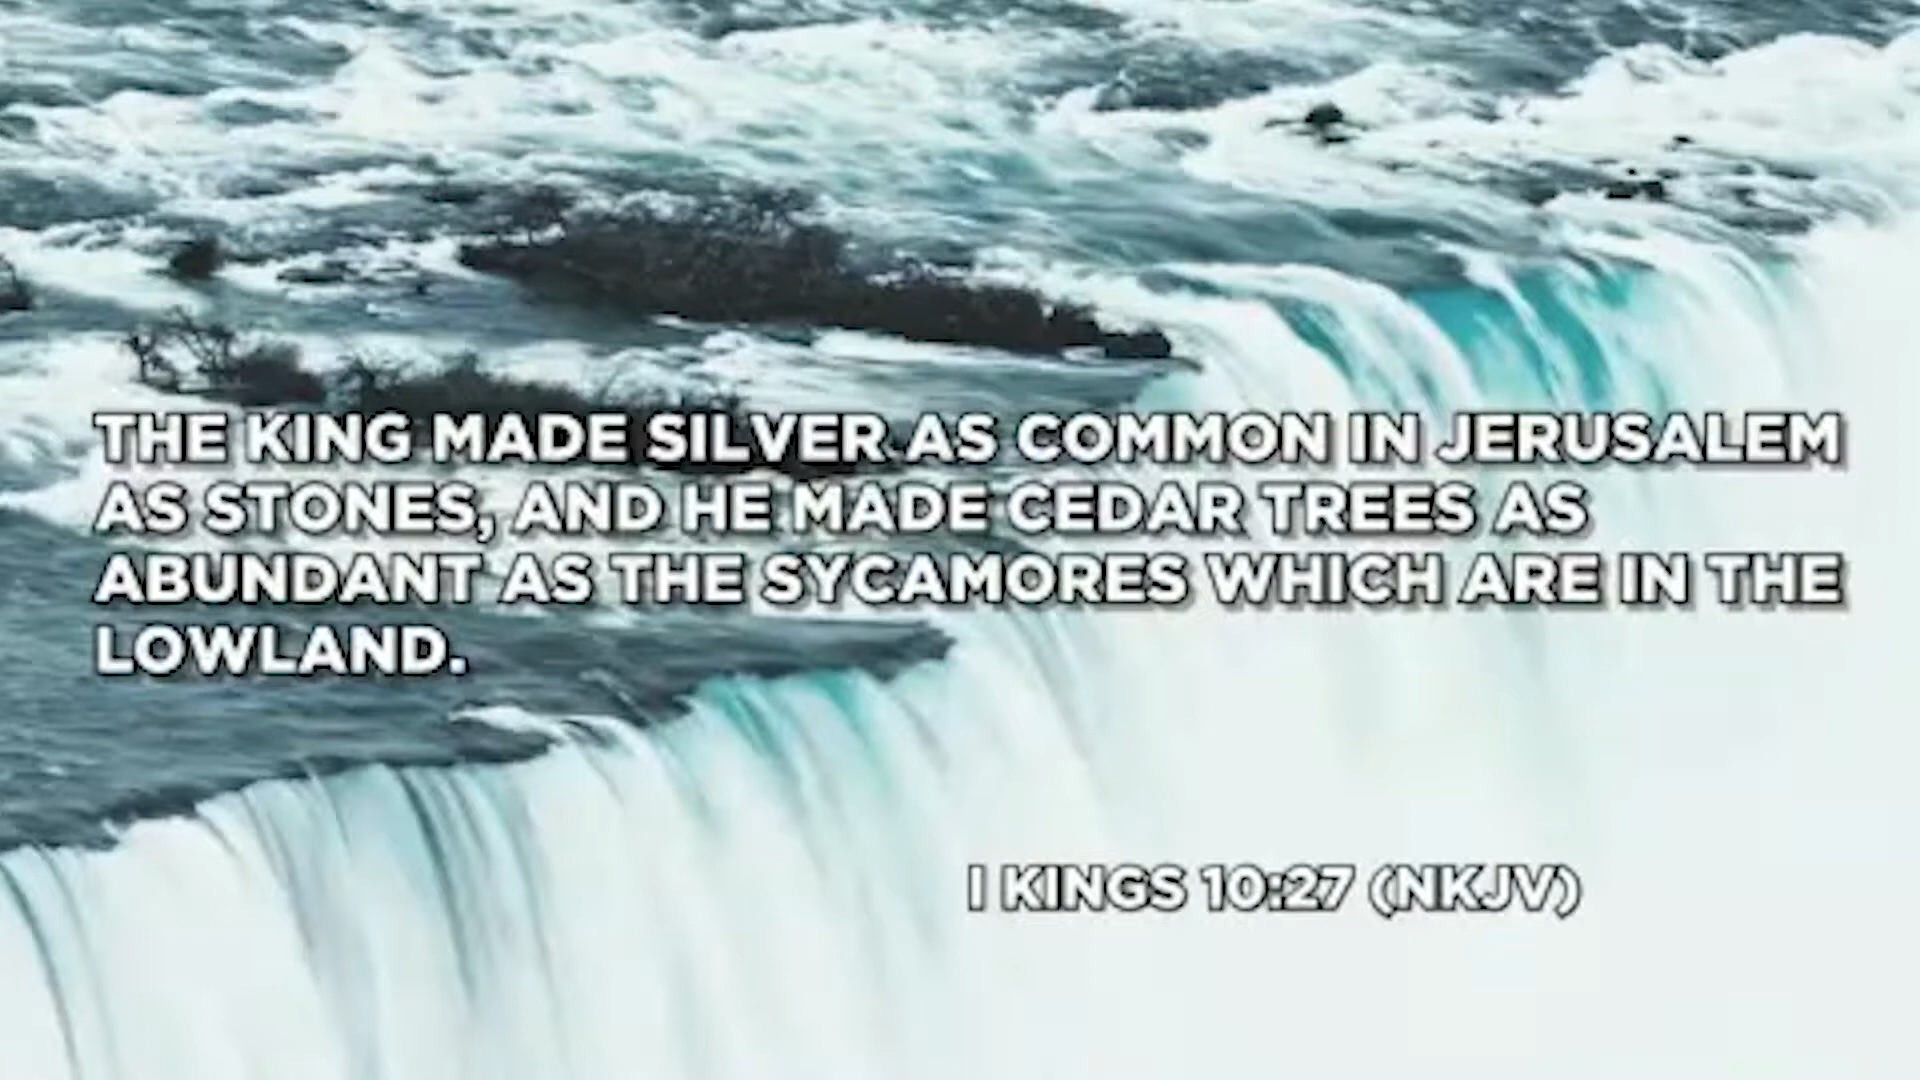 THE KING MADE SILVER AS COMMON IN JERUSALEM
AS STONES, AND HE MADE CEDAR TREES AS
ABUNDANT AS THE SYCAMORES WHICH ARE IN THE
LOWLAND.
I KINGS 10:27 (NKJV)